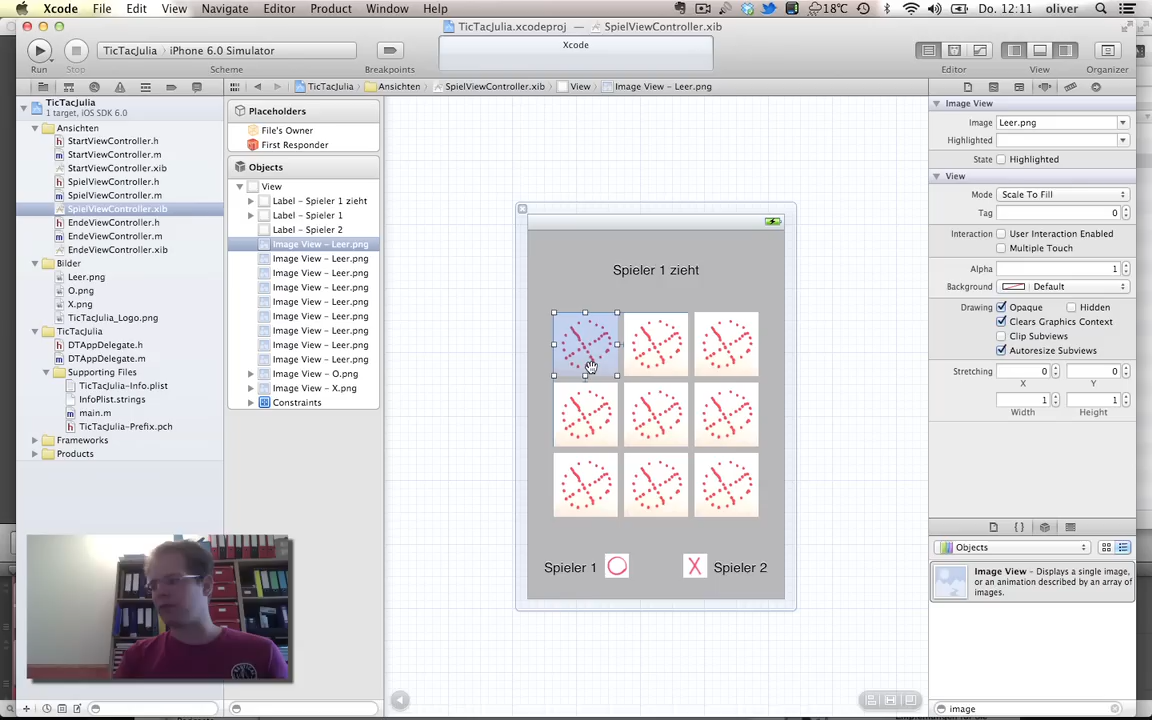 Xcode File Edit View Navigate Editor Product Window Help 18°C Do. 12:11 oliver
TicTacJulia.xcodeproj — SpielViewController.xib
TicTacJulia iPhone 6.0 Simulator
Xcode
Run Stop Scheme Breakpoints Editor View Organizer
TicTacJulia Ansichten SpielViewController.xib View Image View – Leer.png
TicTacJulia
1 target, iOS SDK 6.0
Ansichten
StartViewController.h
StartViewController.m
StartViewController.xib
SpielViewController.h
SpielViewController.m
SpielViewController.xib
EndeViewController.h
EndeViewController.m
EndeViewController.xib
Bilder
Leer.png
O.png
X.png
TicTacJulia_Logo.png
TicTacJulia
DTAppDelegate.h
DTAppDelegate.m
Supporting Files
TicTacJulia-Info.plist
InfoPlist.strings
main.m
TicTacJulia-Prefix.pch
Frameworks
Products
Placeholders
File's Owner
First Responder
Objects
View
Label – Spieler 1 zieht
Label – Spieler 1
Label – Spieler 2
Image View – Leer.png
Image View – Leer.png
Image View – Leer.png
Image View – Leer.png
Image View – Leer.png
Image View – Leer.png
Image View – Leer.png
Image View – Leer.png
Image View – Leer.png
Image View – O.png
Image View – X.png
Constraints
Spieler 1 zieht
Spieler 1
Spieler 2
Image View
Image Leer.png
Highlighted
State Highlighted
View
Mode Scale To Fill
Tag 0
Interaction User Interaction Enabled
Multiple Touch
Alpha 1
Background Default
Drawing Opaque Hidden
Clears Graphics Context
Clip Subviews
Autoresize Subviews
Stretching 0 0
X Y
1 1
Width Height
Objects
Image View - Displays a single image,
or an animation described by an array of
images.
image